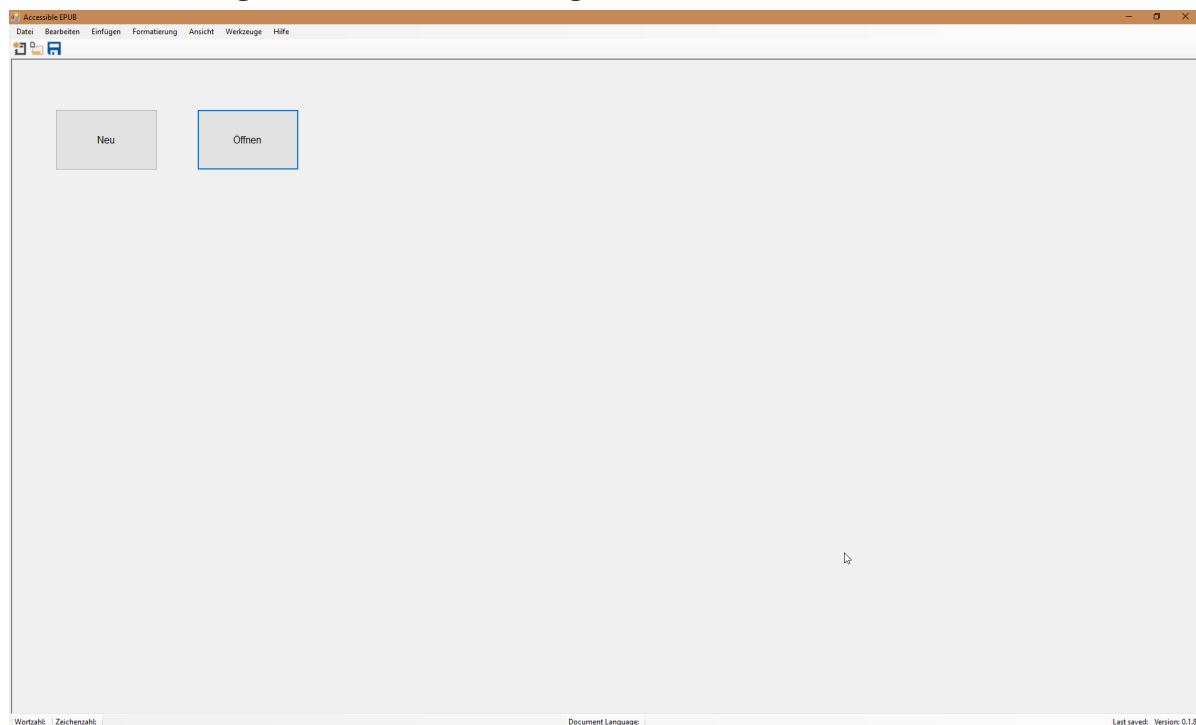 Accessible EPUB
Datei Bearbeiten Einfügen Formatierung Ansicht Werkzeuge Hilfe
Neu Öffnen
Wortzahl: Zeichenzahl: Document Language: Last saved: Version: 0.1.8